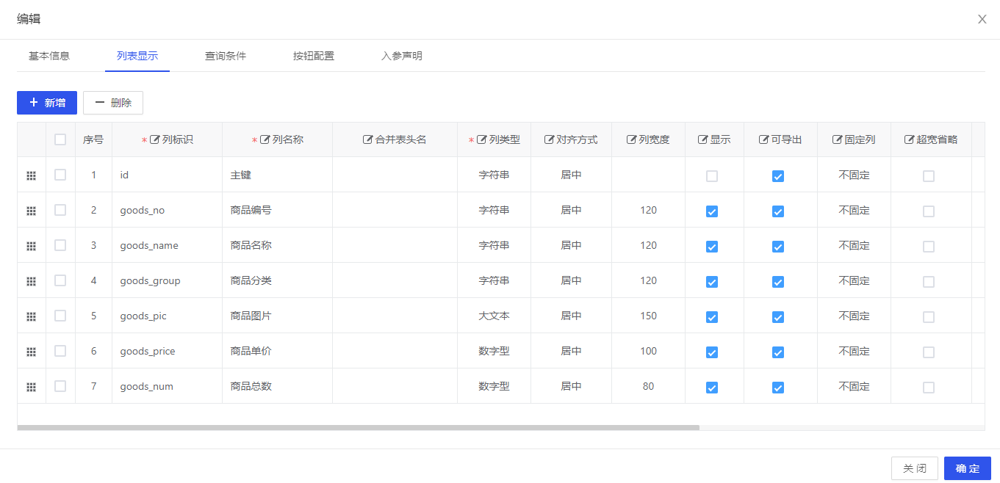 编辑
基本信息 列表显示 查询条件 按钮配置 入参声明
+ 新增 — 删除
序号 * 列标识 * 列名称 合并表头名 * 列类型 对齐方式 列宽度 显示 可导出 固定列 超宽省略
1 id 主键 字符串 居中 不固定
2 goods_no 商品编号 字符串 居中 120 不固定
3 goods_name 商品名称 字符串 居中 120 不固定
4 goods_group 商品分类 字符串 居中 120 不固定
5 goods_pic 商品图片 大文本 居中 150 不固定
6 goods_price 商品单价 数字型 居中 100 不固定
7 goods_num 商品总数 数字型 居中 80 不固定
关 闭 确 定